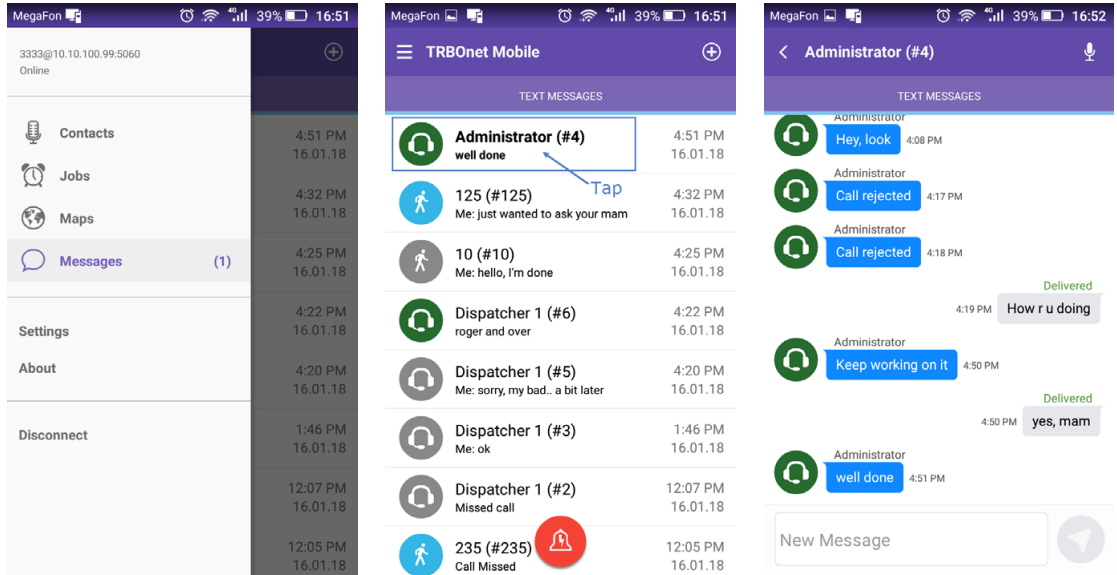 MegaFon 4G 39% 16:51
3333@10.10.100.99:5060
Online
Contacts
Jobs
Maps
Messages (1)
Settings
About
Disconnect
4:51 PM
16.01.18
4:32 PM
16.01.18
4:25 PM
16.01.18
4:22 PM
16.01.18
4:20 PM
16.01.18
1:46 PM
16.01.18
12:07 PM
16.01.18
12:05 PM
16.01.18
MegaFon 4G 39% 16:51
TRBOnet Mobile
TEXT MESSAGES
Administrator (#4) 4:51 PM
well done 16.01.18
Tap
125 (#125) 4:32 PM
Me: just wanted to ask your mam 16.01.18
10 (#10) 4:25 PM
Me: hello, I'm done 16.01.18
Dispatcher 1 (#6) 4:22 PM
roger and over 16.01.18
Dispatcher 1 (#5) 4:20 PM
Me: sorry, my bad.. a bit later 16.01.18
Dispatcher 1 (#3) 1:46 PM
Me: ok 16.01.18
Dispatcher 1 (#2) 12:07 PM
Missed call 16.01.18
235 (#235) 12:05 PM
Call Missed 16.01.18
MegaFon 4G 39% 16:52
Administrator (#4)
TEXT MESSAGES
Administrator
Hey, look 4:08 PM
Administrator
Call rejected 4:17 PM
Administrator
Call rejected 4:18 PM
Delivered
4:19 PM How r u doing
Administrator
Keep working on it 4:50 PM
Delivered
4:50 PM yes, mam
Administrator
well done 4:51 PM
New Message